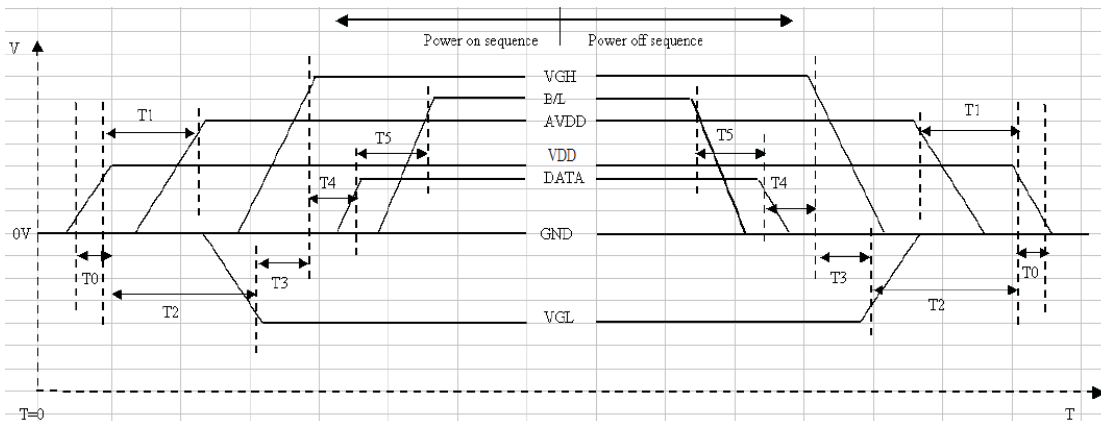 Power on sequence
Power off sequence
V
VGH
B/L
T1
AVDD
T1
T5
T5
VDD
T4
DATA
T4
0V
GND
T0
T3
T3
T0
T2
T2
VGL
T=0
T